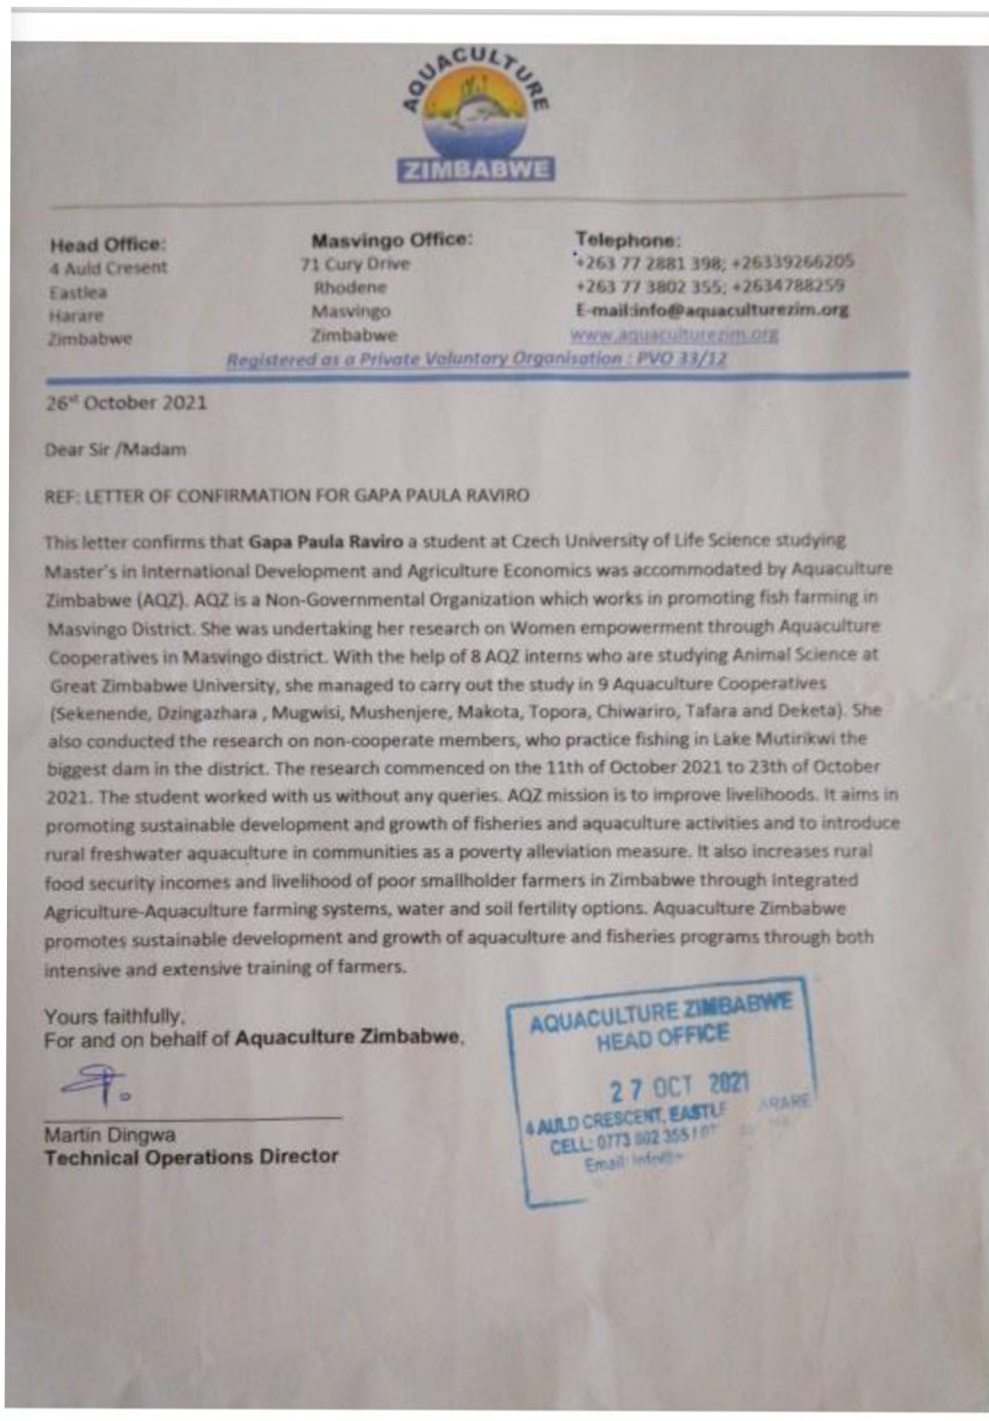 AQUACULTURE
ZIMBABWE
Head Office:
4 Auld Cresent
Eastlea
Harare
Zimbabwe
Masvingo Office:
71 Cury Drive
Rhodene
Masvingo
Zimbabwe
Telephone:
+263 77 2881 398; +26339266205
+263 77 3802 355; +2634788259
E-mail:info@aquaculturezim.org
www.aquaculturezim.org
Registered as a Private Voluntary Organisation : PVO 33/12
26st October 2021
Dear Sir /Madam
REF: LETTER OF CONFIRMATION FOR GAPA PAULA RAVIRO
This letter confirms that Gapa Paula Raviro a student at Czech University of Life Science studying
Master's in International Development and Agriculture Economics was accommodated by Aquaculture
Zimbabwe (AQZ). AQZ is a Non-Governmental Organization which works in promoting fish farming in
Masvingo District. She was undertaking her research on Women empowerment through Aquaculture
Cooperatives in Masvingo district. With the help of 8 AQZ interns who are studying Animal Science at
Great Zimbabwe University, she managed to carry out the study in 9 Aquaculture Cooperatives
(Sekenende, Dzingazhara , Mugwisi, Mushenjere, Makota, Topora, Chiwariro, Tafara and Deketa). She
also conducted the research on non-cooperate members, who practice fishing in Lake Mutirikwi the
biggest dam in the district. The research commenced on the 11th of October 2021 to 23th of October
2021. The student worked with us without any queries. AQZ mission is to improve livelihoods. It aims in
promoting sustainable development and growth of fisheries and aquaculture activities and to introduce
rural freshwater aquaculture in communities as a poverty alleviation measure. It also increases rural
food security incomes and livelihood of poor smallholder farmers in Zimbabwe through Integrated
Agriculture-Aquaculture farming systems, water and soil fertility options. Aquaculture Zimbabwe
promotes sustainable development and growth of aquaculture and fisheries programs through both
intensive and extensive training of farmers.
Yours faithfully,
For and on behalf of Aquaculture Zimbabwe,
Martin Dingwa
Technical Operations Director
AQUACULTURE ZIMBABWE
HEAD OFFICE
27 OCT 2021
4 AULD CRESCENT, EASTLE ARARE
CELL: 0773 802 355
Email: